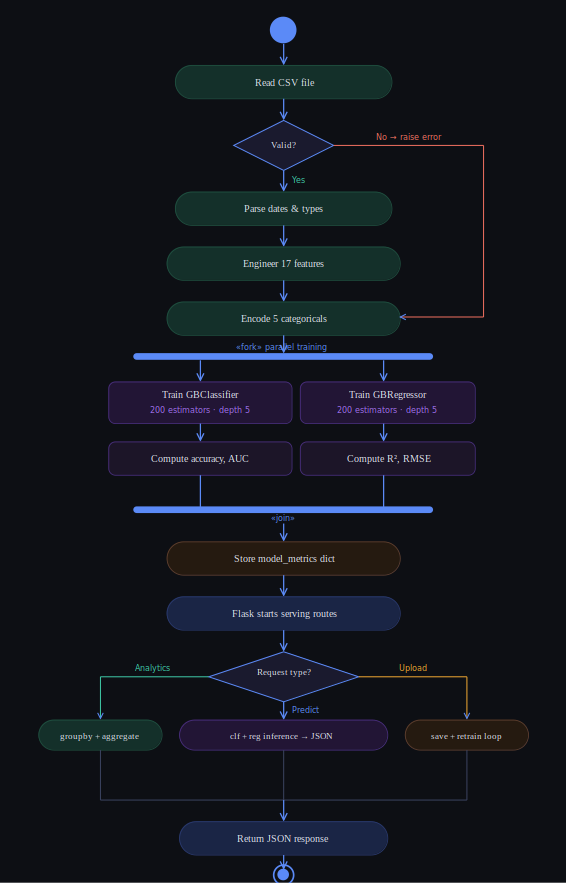 Read CSV file
Valid?
No → raise error
Yes
Parse dates & types
Engineer 17 features
Encode 5 categoricals
«fork» parallel training
Train GBClassifier
200 estimators · depth 5
Train GBRegressor
200 estimators · depth 5
Compute accuracy, AUC
Compute R², RMSE
«join»
Store model_metrics dict
Flask starts serving routes
Request type?
Analytics
Upload
Predict
groupby + aggregate
clf + reg inference → JSON
save + retrain loop
Return JSON response